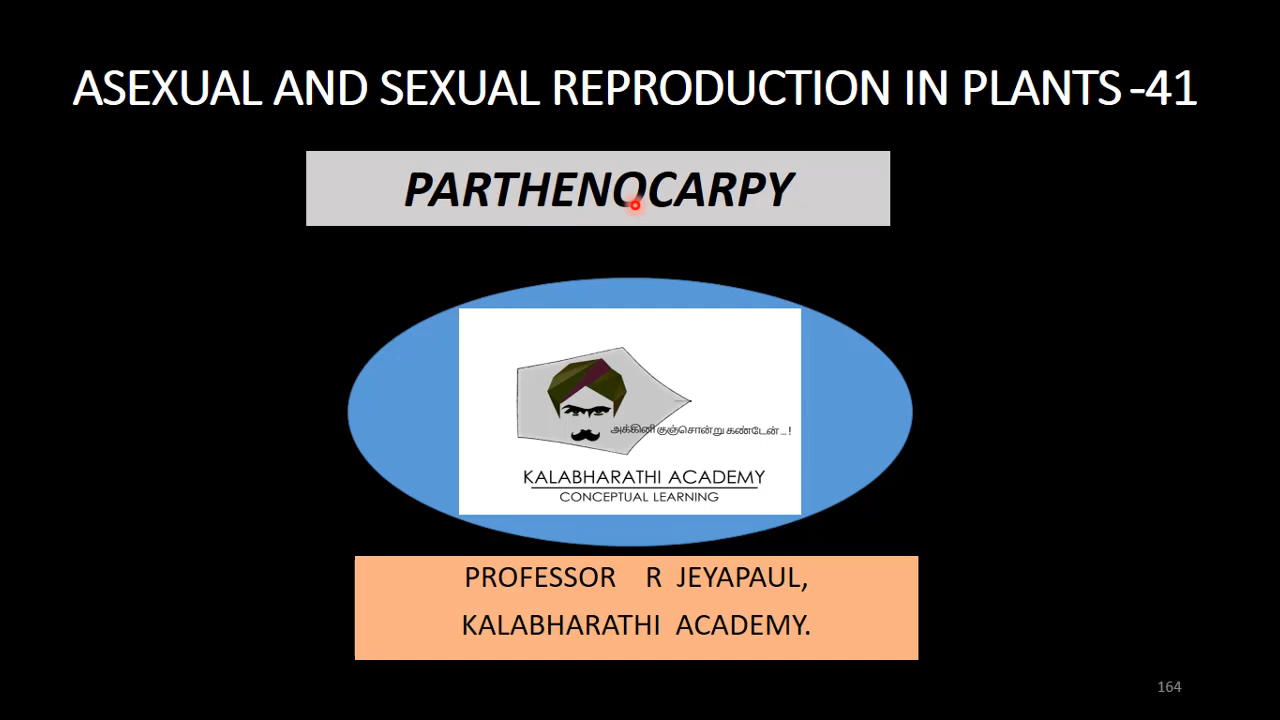 ASEXUAL AND SEXUAL REPRODUCTION IN PLANTS -41
PARTHENOCARPY
அக்கினி குஞ்சொன்று கண்டேன் ...!
KALABHARATHI ACADEMY
CONCEPTUAL LEARNING
PROFESSOR R JEYAPAUL,
KALABHARATHI ACADEMY.
164